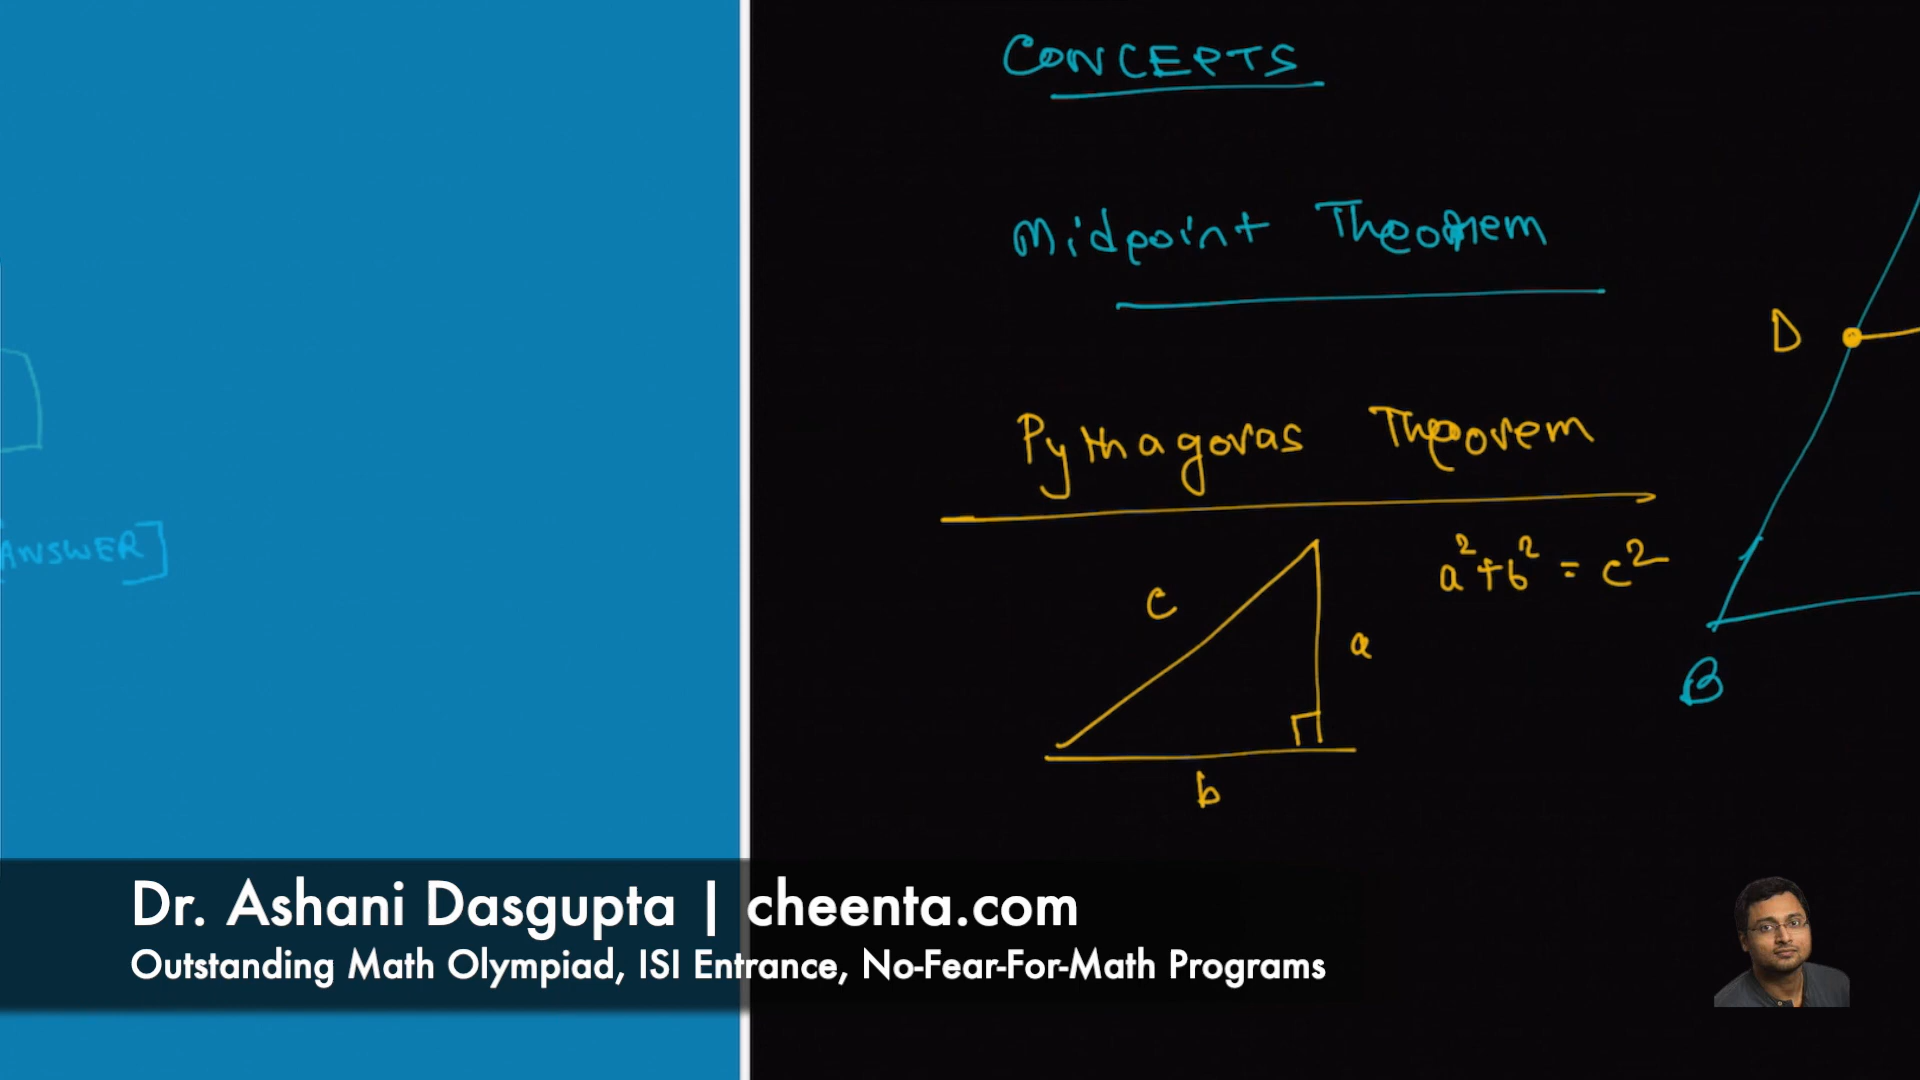 CONCEPTS
Midpoint Theorem
D
Pythagoras Theorem
ANSWER]
a²+b² = c²
c
a
B
b
Dr. Ashani Dasgupta | cheenta.com
Outstanding Math Olympiad, ISI Entrance, No-Fear-For-Math Programs